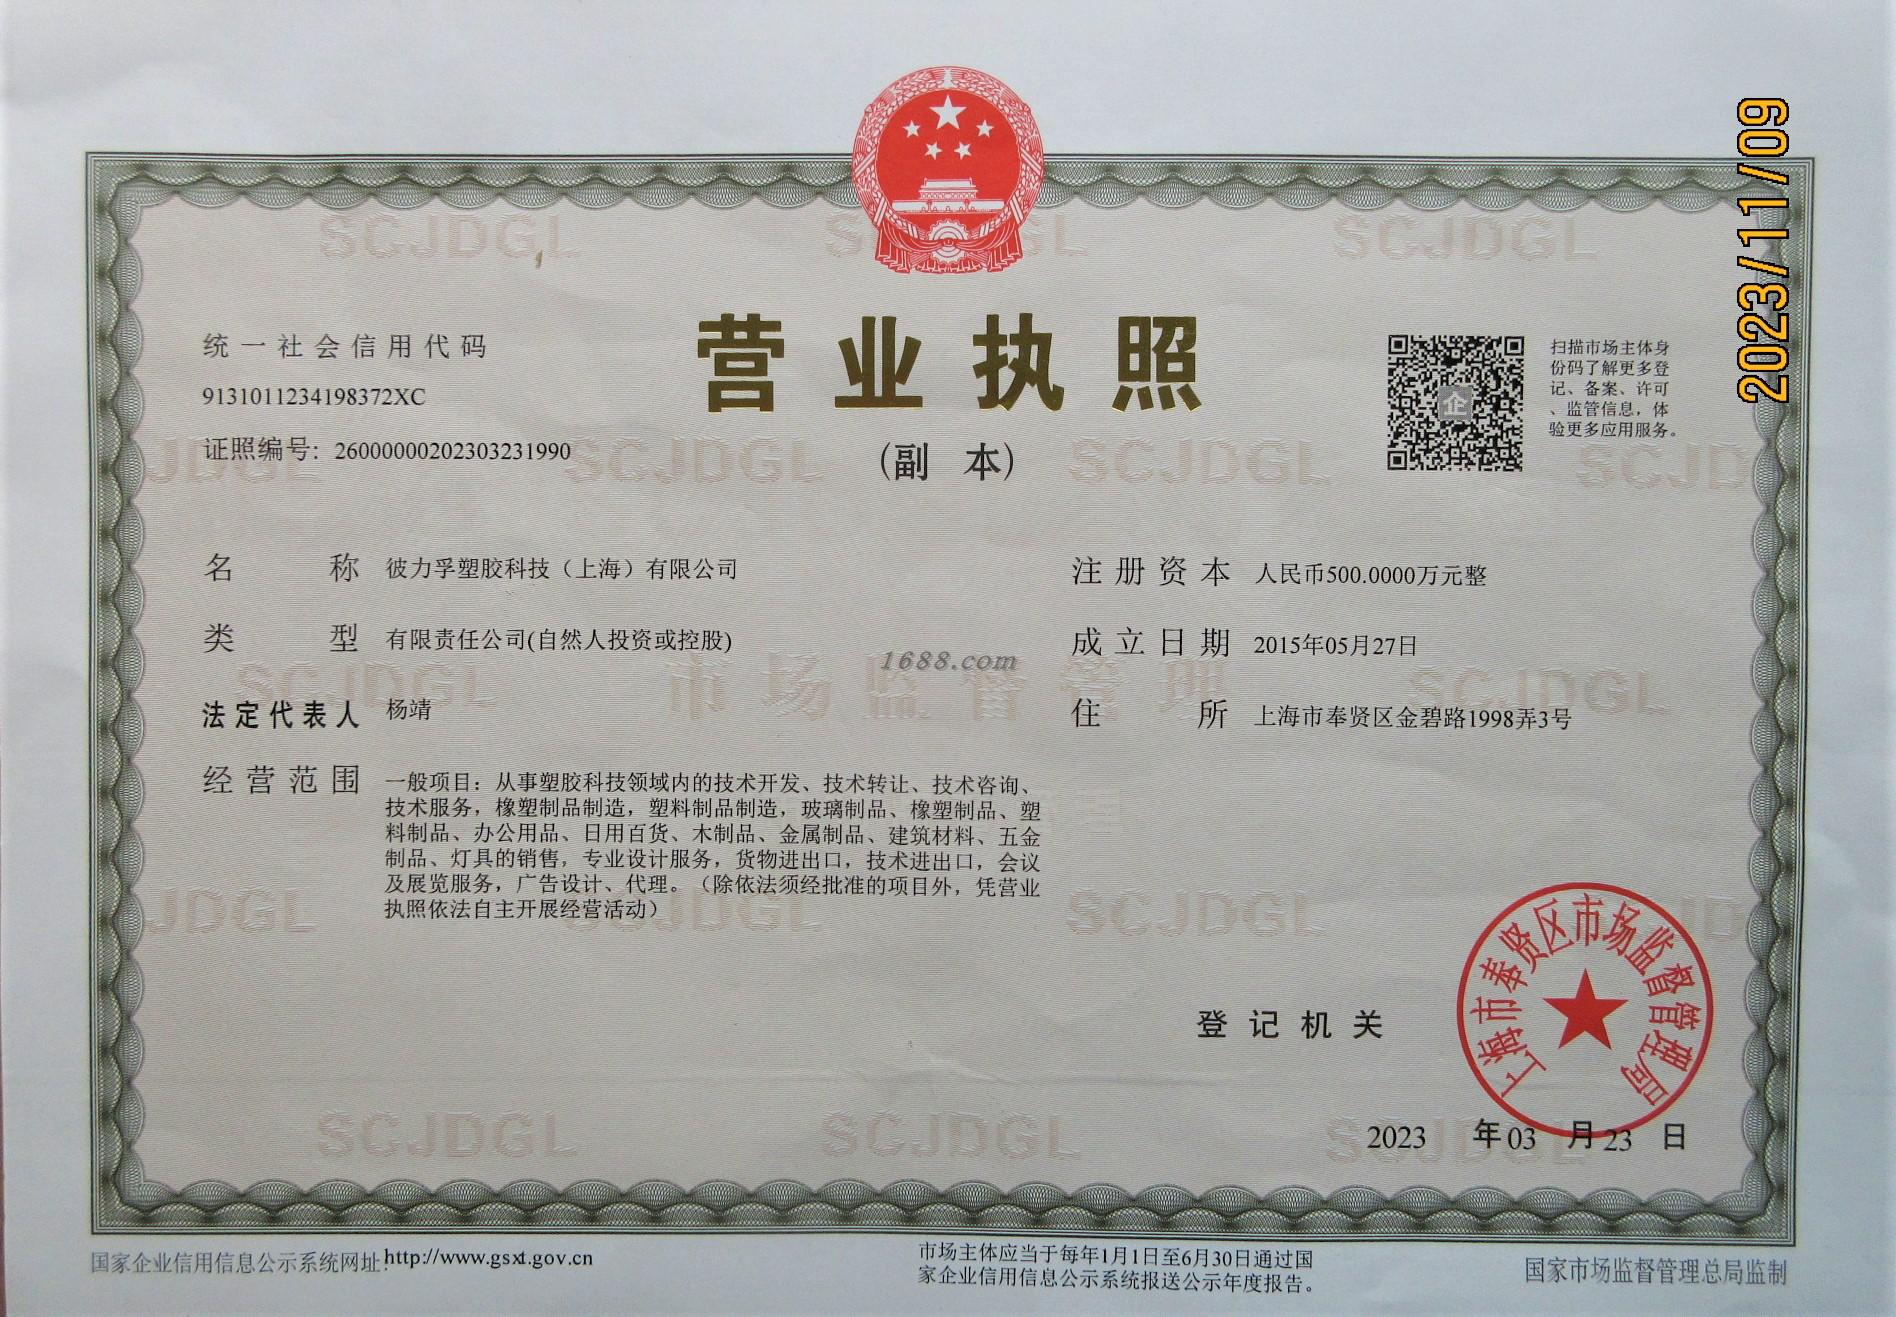 2023/11/09
统一社会信用代码
9131011234198372XC
证照编号：26000000202303231990
营业执照
（副 本）
扫描市场主体身
份码了解更多登
记、备案、许可
、监管信息，体
验更多应用服务。
企
名 称 彼力孚塑胶科技（上海）有限公司
类 型 有限责任公司(自然人投资或控股)
法定代表人 杨靖
经营范围 一般项目：从事塑胶科技领域内的技术开发、技术转让、技术咨询、
技术服务，橡塑制品制造，塑料制品制造，玻璃制品、橡塑制品、塑
料制品、办公用品、日用百货、木制品、金属制品、建筑材料、五金
制品、灯具的销售，专业设计服务，货物进出口，技术进出口，会议
及展览服务，广告设计、代理。（除依法须经批准的项目外，凭营业
执照依法自主开展经营活动）
注册资本 人民币500.0000万元整
成立日期 2015年05月27日
住 所 上海市奉贤区金碧路1998弄3号
1688.com
SCJDGL
市场监督管理
登记机关
上海市奉贤区市场监督管理局
2023 年 03 月 23 日
国家企业信用信息公示系统网址:http://www.gsxt.gov.cn
市场主体应当于每年1月1日至6月30日通过国
家企业信用信息公示系统报送公示年度报告。
国家市场监督管理总局监制